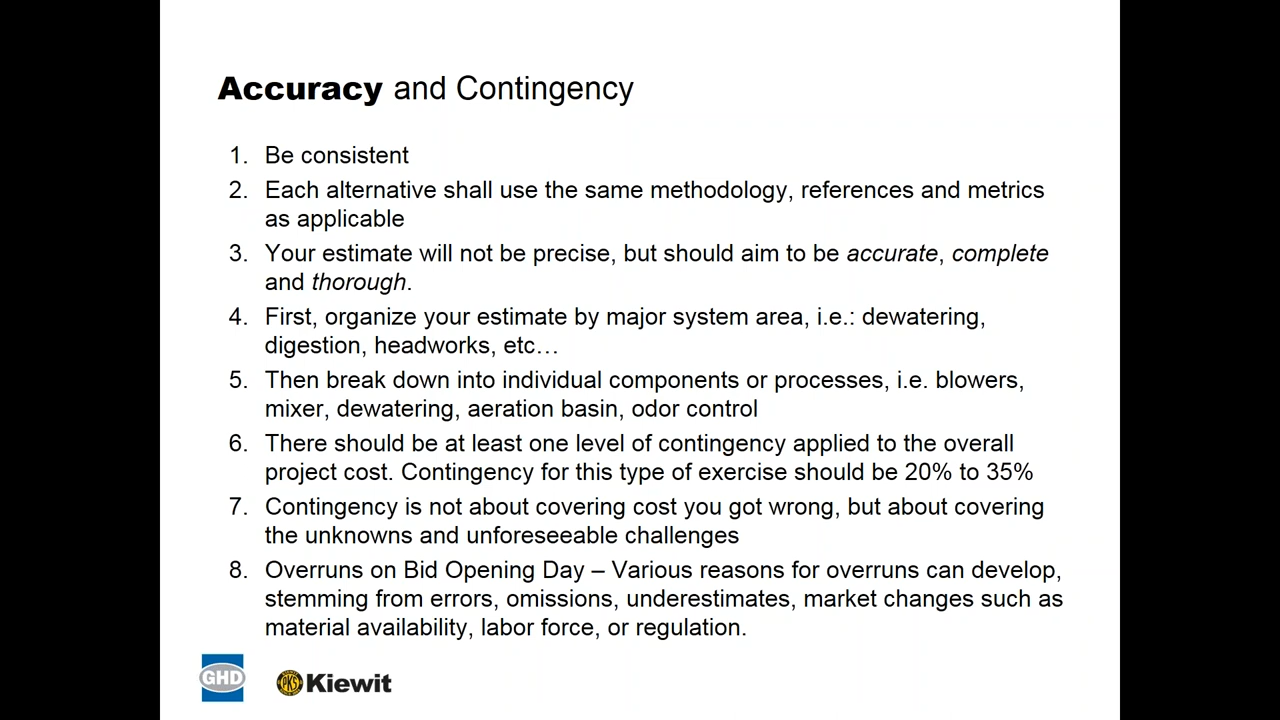 Accuracy and Contingency
1. Be consistent
2. Each alternative shall use the same methodology, references and metrics
as applicable
3. Your estimate will not be precise, but should aim to be accurate, complete
and thorough.
4. First, organize your estimate by major system area, i.e.: dewatering,
digestion, headworks, etc…
5. Then break down into individual components or processes, i.e. blowers,
mixer, dewatering, aeration basin, odor control
6. There should be at least one level of contingency applied to the overall
project cost. Contingency for this type of exercise should be 20% to 35%
7. Contingency is not about covering cost you got wrong, but about covering
the unknowns and unforeseeable challenges
8. Overruns on Bid Opening Day – Various reasons for overruns can develop,
stemming from errors, omissions, underestimates, market changes such as
material availability, labor force, or regulation.
GHD PKS Kiewit